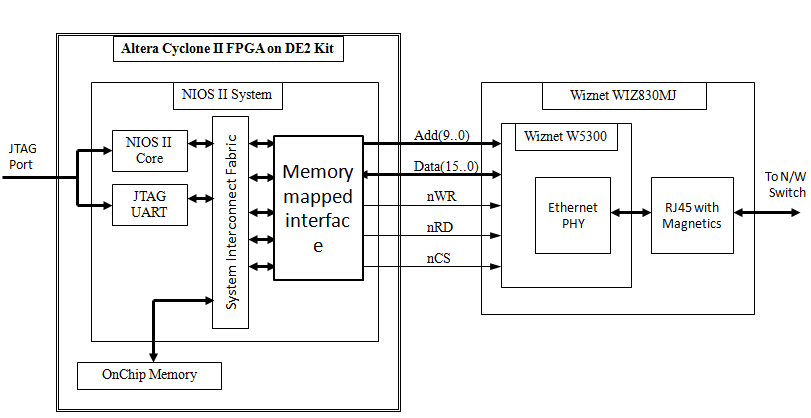 Altera Cyclone II FPGA on DE2 Kit
NIOS II System
Wiznet WIZ830MJ
JTAG
Port
NIOS II
Core
JTAG
UART
System Interconnect Fabric
Memory
mapped
interfac
e
Add(9..0)
Data(15..0)
nWR
nRD
nCS
Wiznet W5300
Ethernet
PHY
RJ45 with
Magnetics
To N/W
Switch
OnChip Memory